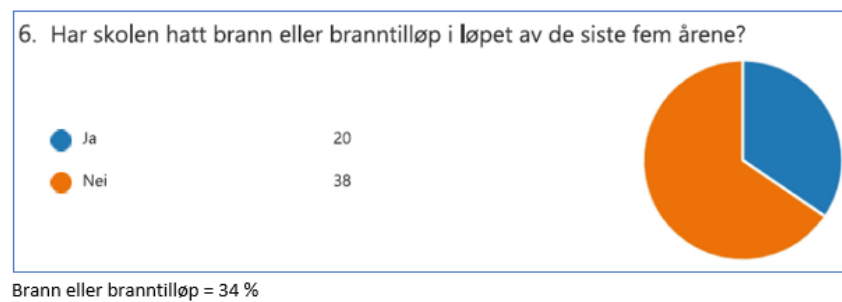 6. Har skolen hatt brann eller branntilløp i løpet av de siste fem årene?
Ja 20
Nei 38
Brann eller branntilløp = 34 %